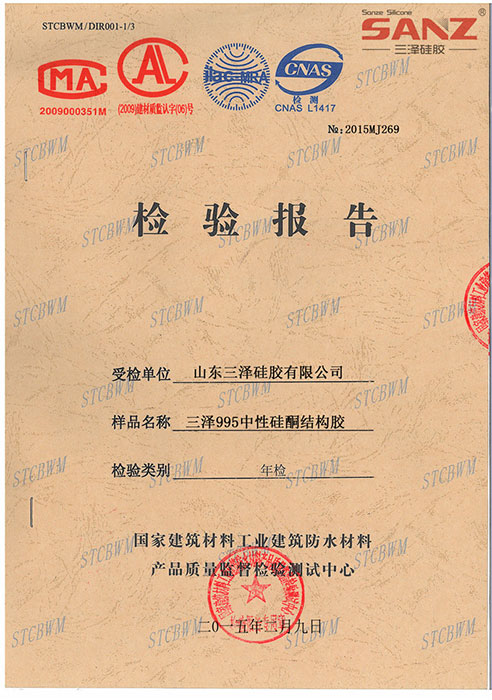 STCBWM/DIR001-1/3
Sanze Silicone
SANZ®
三泽硅胶
MA
2009000351M
AL
(2009)建材质监认字(06)号
ilac-MRA
CNAS
检 测
CNAS L1417
№:2015MJ269
STCBWM
检验报告
受检单位 山东三泽硅胶有限公司
样品名称 三泽995中性硅酮结构胶
检验类别 年检
国家建筑材料工业建筑防水材料
产品质量监督检验测试中心
二〇一五年二月九日